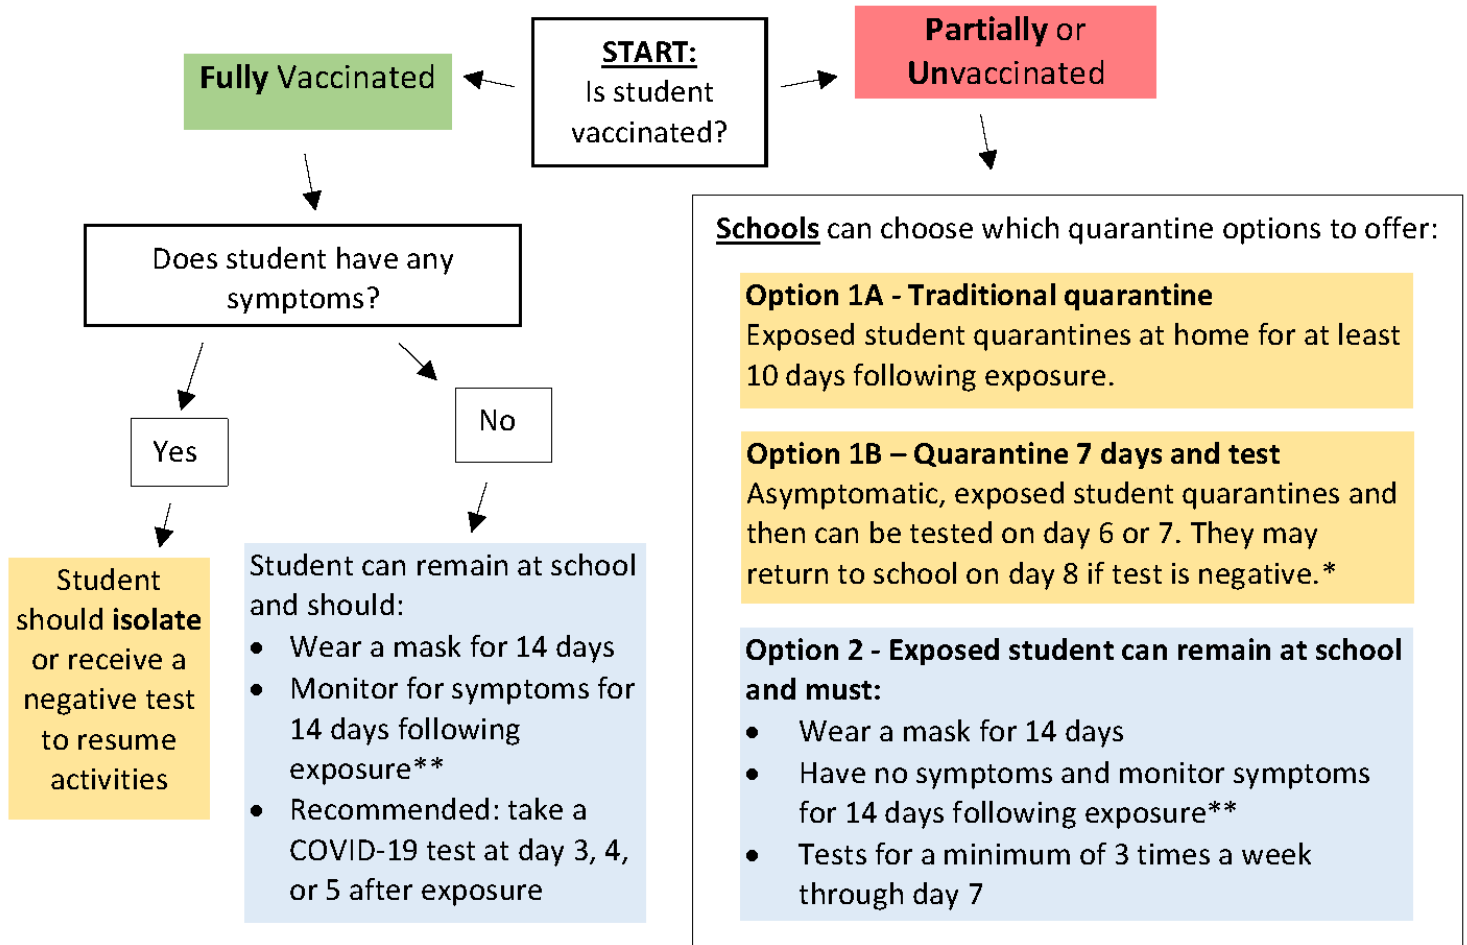 START:
Is student
vaccinated?
Fully Vaccinated
Partially or
Unvaccinated
Does student have any
symptoms?
Yes
No
Student
should isolate
or receive a
negative test
to resume
activities
Student can remain at school
and should:
• Wear a mask for 14 days
• Monitor for symptoms for
14 days following
exposure**
• Recommended: take a
COVID-19 test at day 3, 4,
or 5 after exposure
Schools can choose which quarantine options to offer:
Option 1A - Traditional quarantine
Exposed student quarantines at home for at least
10 days following exposure.
Option 1B – Quarantine 7 days and test
Asymptomatic, exposed student quarantines and
then can be tested on day 6 or 7. They may
return to school on day 8 if test is negative.*
Option 2 - Exposed student can remain at school
and must:
• Wear a mask for 14 days
• Have no symptoms and monitor symptoms
for 14 days following exposure**
• Tests for a minimum of 3 times a week
through day 7